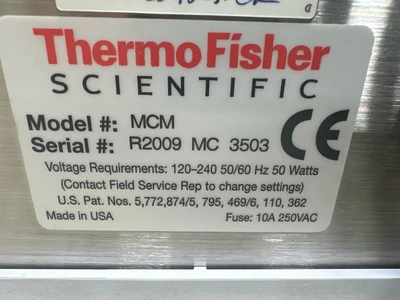 ThermoFisher
SCIENTIFIC
Model #: MCM
Serial #: R2009 MC 3503
CE
Voltage Requirements: 120-240 50/60 Hz 50 Watts
(Contact Field Service Rep to change settings)
U.S. Pat. Nos. 5,772,874/5, 795, 469/6, 110, 362
Made in USA Fuse: 10A 250VAC